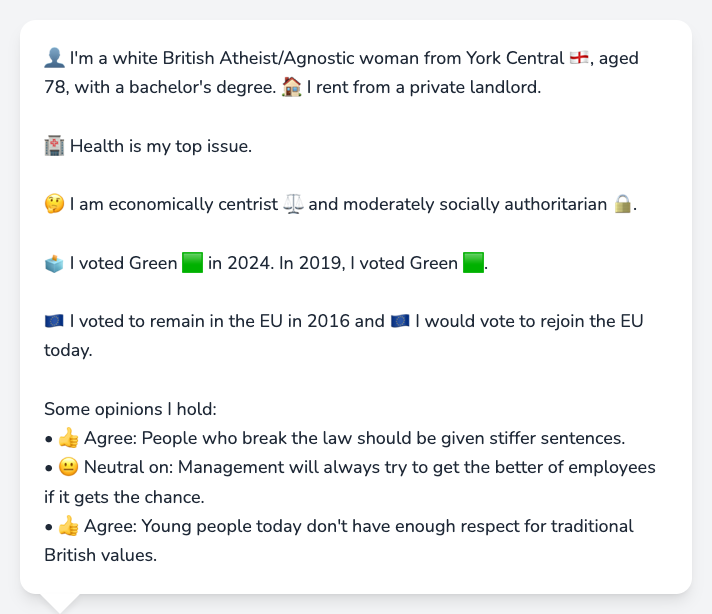 👤 I'm a white British Atheist/Agnostic woman from York Central 🏴󠁧󠁢󠁥󠁮󠁧󠁿, aged
78, with a bachelor's degree. 🏠 I rent from a private landlord.
🏥 Health is my top issue.
🤔 I am economically centrist ⚖️ and moderately socially authoritarian 🔒.
🗳️ I voted Green 🟩 in 2024. In 2019, I voted Green 🟩.
🇪🇺 I voted to remain in the EU in 2016 and 🇪🇺 I would vote to rejoin the EU
today.
Some opinions I hold:
• 👍 Agree: People who break the law should be given stiffer sentences.
• 😐 Neutral on: Management will always try to get the better of employees
if it gets the chance.
• 👍 Agree: Young people today don't have enough respect for traditional
British values.